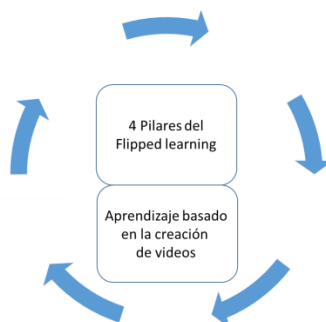 4 Pilares del
Flipped learning
Aprendizaje basado
en la creación
de videos